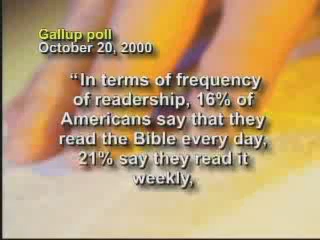 Gallup poll
October 20, 2000
“In terms of frequency
of readership, 16% of
Americans say that they
read the Bible every day,
21% say they read it
weekly,